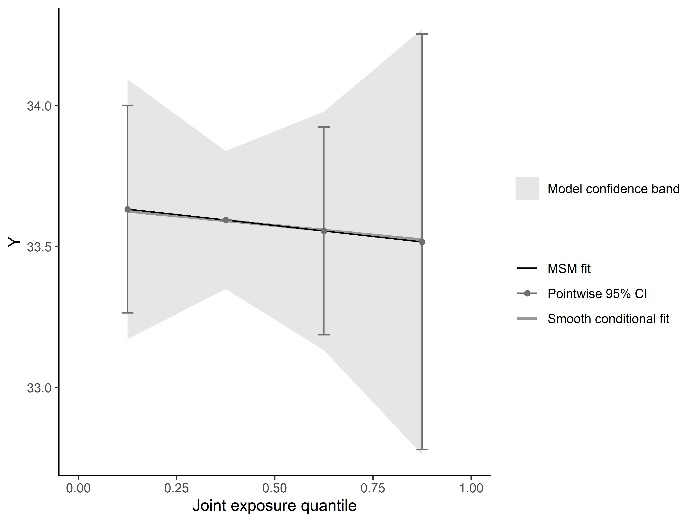 34.0
33.5
33.0
Y
0.00 0.25 0.50 0.75 1.00
Joint exposure quantile
Model confidence band
MSM fit
Pointwise 95% CI
Smooth conditional fit